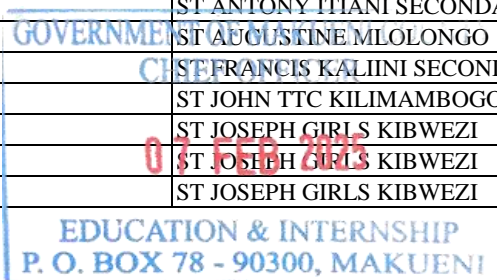 ST ANTONY ITIANI SECONDA
GOVERNMENT OF MAKUENI
ST AUGUSTINE MLOLONGO
CHIEF OFFICER
ST FRANCIS KALIINI SECOND
ST JOHN TTC KILIMAMBOGO
ST JOSEPH GIRLS KIBWEZI
07 FEB 2025
ST JOSEPH GIRLS KIBWEZI
ST JOSEPH GIRLS KIBWEZI
EDUCATION & INTERNSHIP
P. O. BOX 78 - 90300, MAKUENI